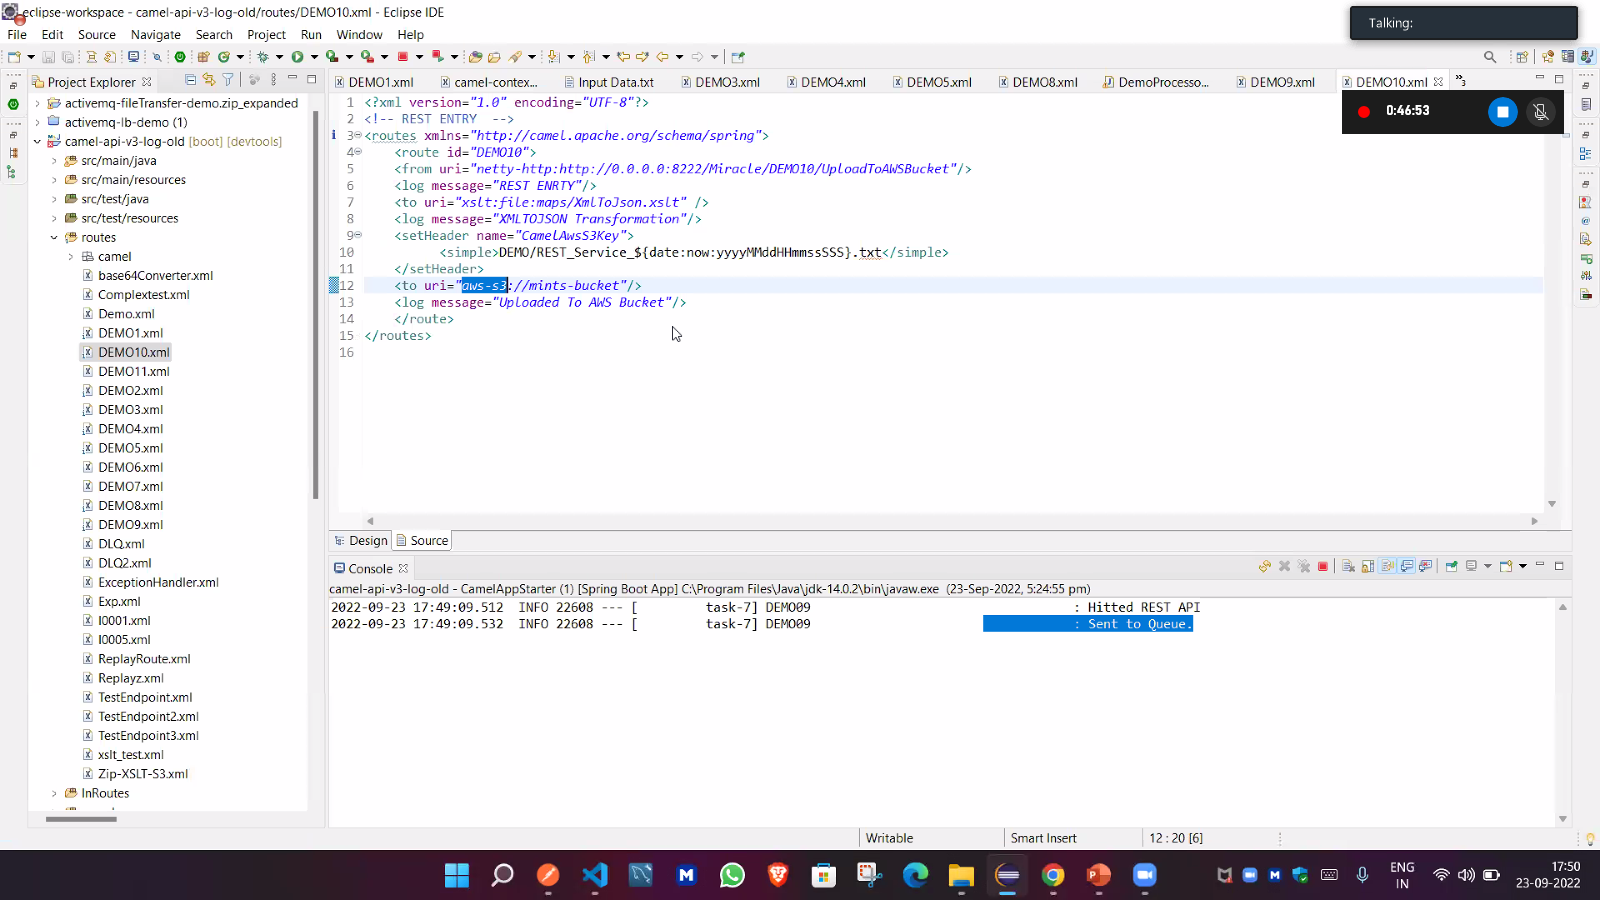 eclipse-workspace - camel-api-v3-log-old/routes/DEMO10.xml - Eclipse IDE
Talking:
File Edit Source Navigate Search Project Run Window Help
0:46:53
Project Explorer
DEMO1.xml camel-contex... Input Data.txt DEMO3.xml DEMO4.xml DEMO5.xml DEMO8.xml DemoProcesso... DEMO9.xml DEMO10.xml »3
activemq-fileTransfer-demo.zip_expanded
activemq-lb-demo (1)
camel-api-v3-log-old [boot] [devtools]
src/main/java
src/main/resources
src/test/java
src/test/resources
routes
camel
base64Converter.xml
Complextest.xml
Demo.xml
DEMO1.xml
DEMO10.xml
DEMO11.xml
DEMO2.xml
DEMO3.xml
DEMO4.xml
DEMO5.xml
DEMO6.xml
DEMO7.xml
DEMO8.xml
DEMO9.xml
DLQ.xml
DLQ2.xml
ExceptionHandler.xml
Exp.xml
I0001.xml
I0005.xml
ReplayRoute.xml
Replayz.xml
TestEndpoint.xml
TestEndpoint2.xml
TestEndpoint3.xml
xslt_test.xml
Zip-XSLT-S3.xml
InRoutes
1 <?xml version="1.0" encoding="UTF-8"?>
2 <!-- REST ENTRY  -->
3 <routes xmlns="http://camel.apache.org/schema/spring">
4 <route id="DEMO10">
5 <from uri="netty-http:http://0.0.0.0:8222/Miracle/DEMO10/UploadToAWSBucket"/>
6 <log message="REST ENRTY"/>
7 <to uri="xslt:file:maps/XmlToJson.xslt" />
8 <log message="XMLTOJSON Transformation"/>
9 <setHeader name="CamelAwsS3Key">
10 <simple>DEMO/REST_Service_${date:now:yyyyMMddHHmmssSSS}.txt</simple>
11 </setHeader>
12 <to uri="aws-s3://mints-bucket"/>
13 <log message="Uploaded To AWS Bucket"/>
14 </route>
15 </routes>
16
Design Source
Console
camel-api-v3-log-old - CamelAppStarter (1) [Spring Boot App] C:\Program Files\Java\jdk-14.0.2\bin\javaw.exe (23-Sep-2022, 5:24:55 pm)
2022-09-23 17:49:09.512  INFO 22608 --- [ task-7] DEMO09 : Hitted REST API
2022-09-23 17:49:09.532  INFO 22608 --- [ task-7] DEMO09 : Sent to Queue.
Writable Smart Insert 12 : 20 [6]
ENG
IN
17:50
23-09-2022